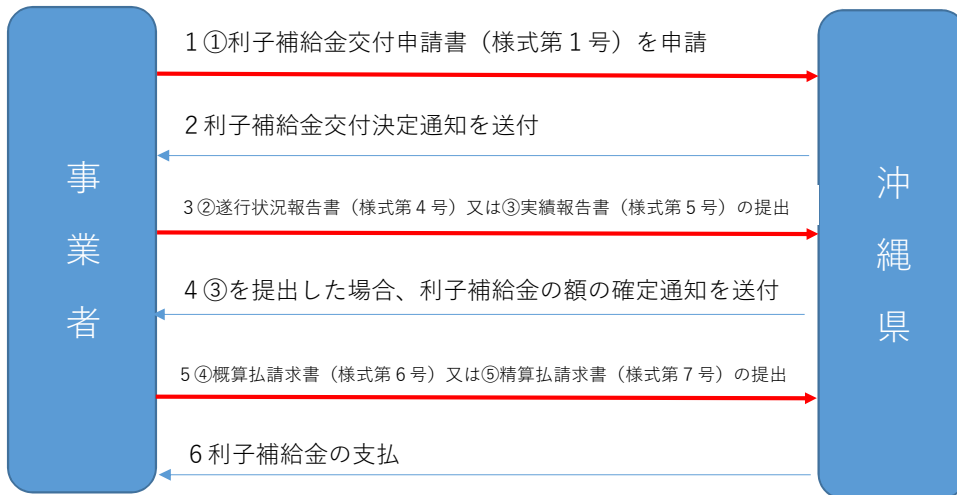 事業者
1①利子補給金交付申請書（様式第1号）を申請
2利子補給金交付決定通知を送付
3②遂行状況報告書（様式第4号）又は③実績報告書（様式第5号）の提出
4③を提出した場合、利子補給金の額の確定通知を送付
5④概算払請求書（様式第6号）又は⑤精算払請求書（様式第7号）の提出
6利子補給金の支払
沖縄県